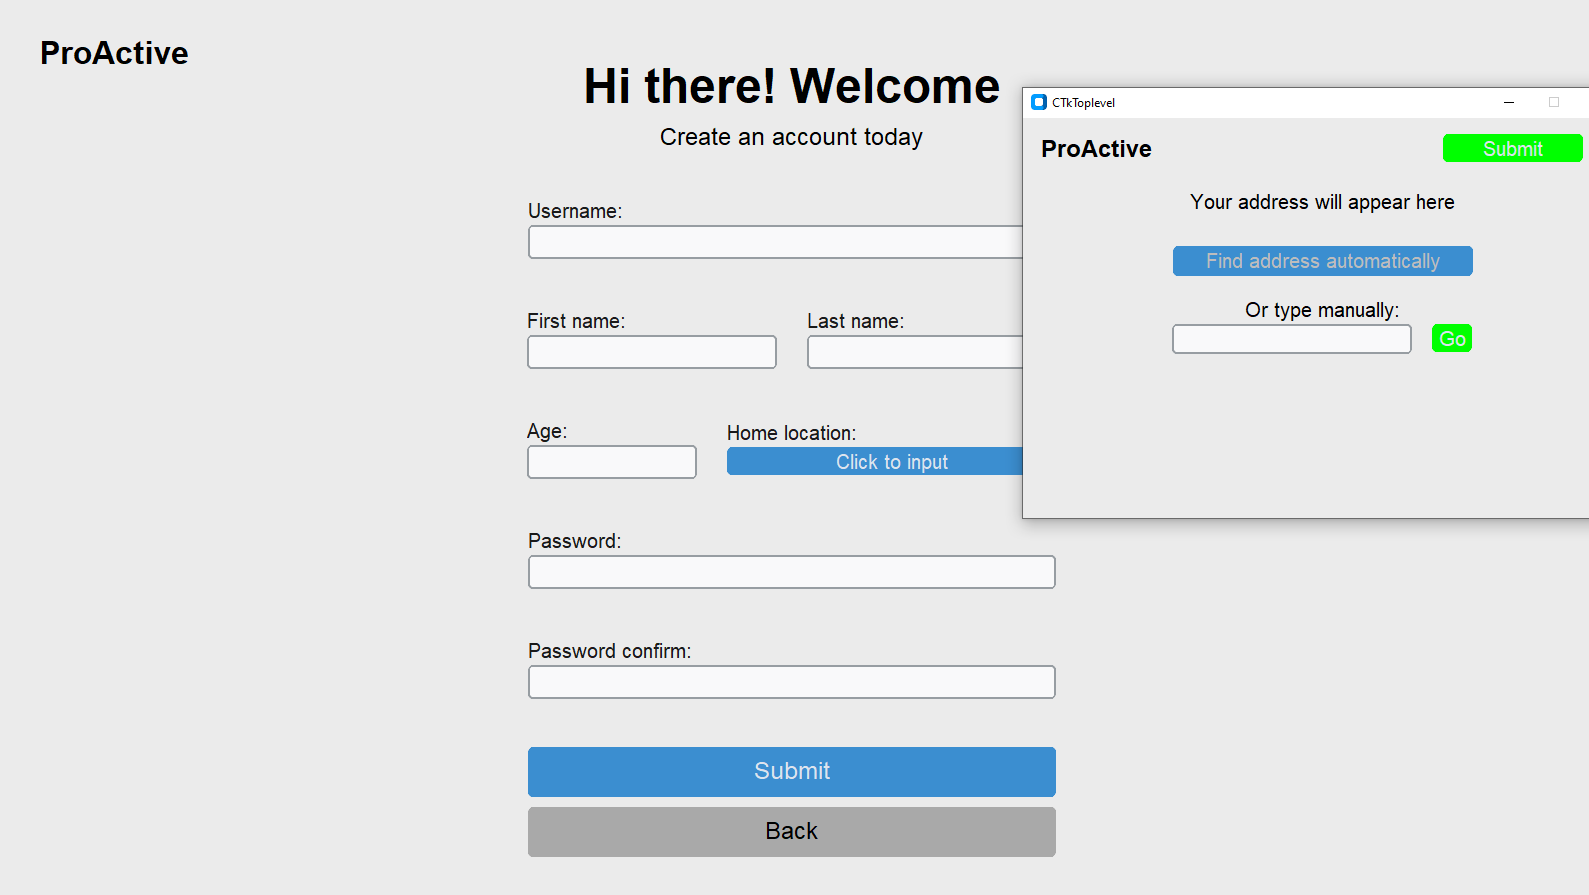 ProActive
Hi there! Welcome
Create an account today
Username:
First name:
Last name:
Age:
Home location:
Click to input
Password:
Password confirm:
Submit
Back
CTkToplevel
ProActive
Submit
Your address will appear here
Find address automatically
Or type manually:
Go